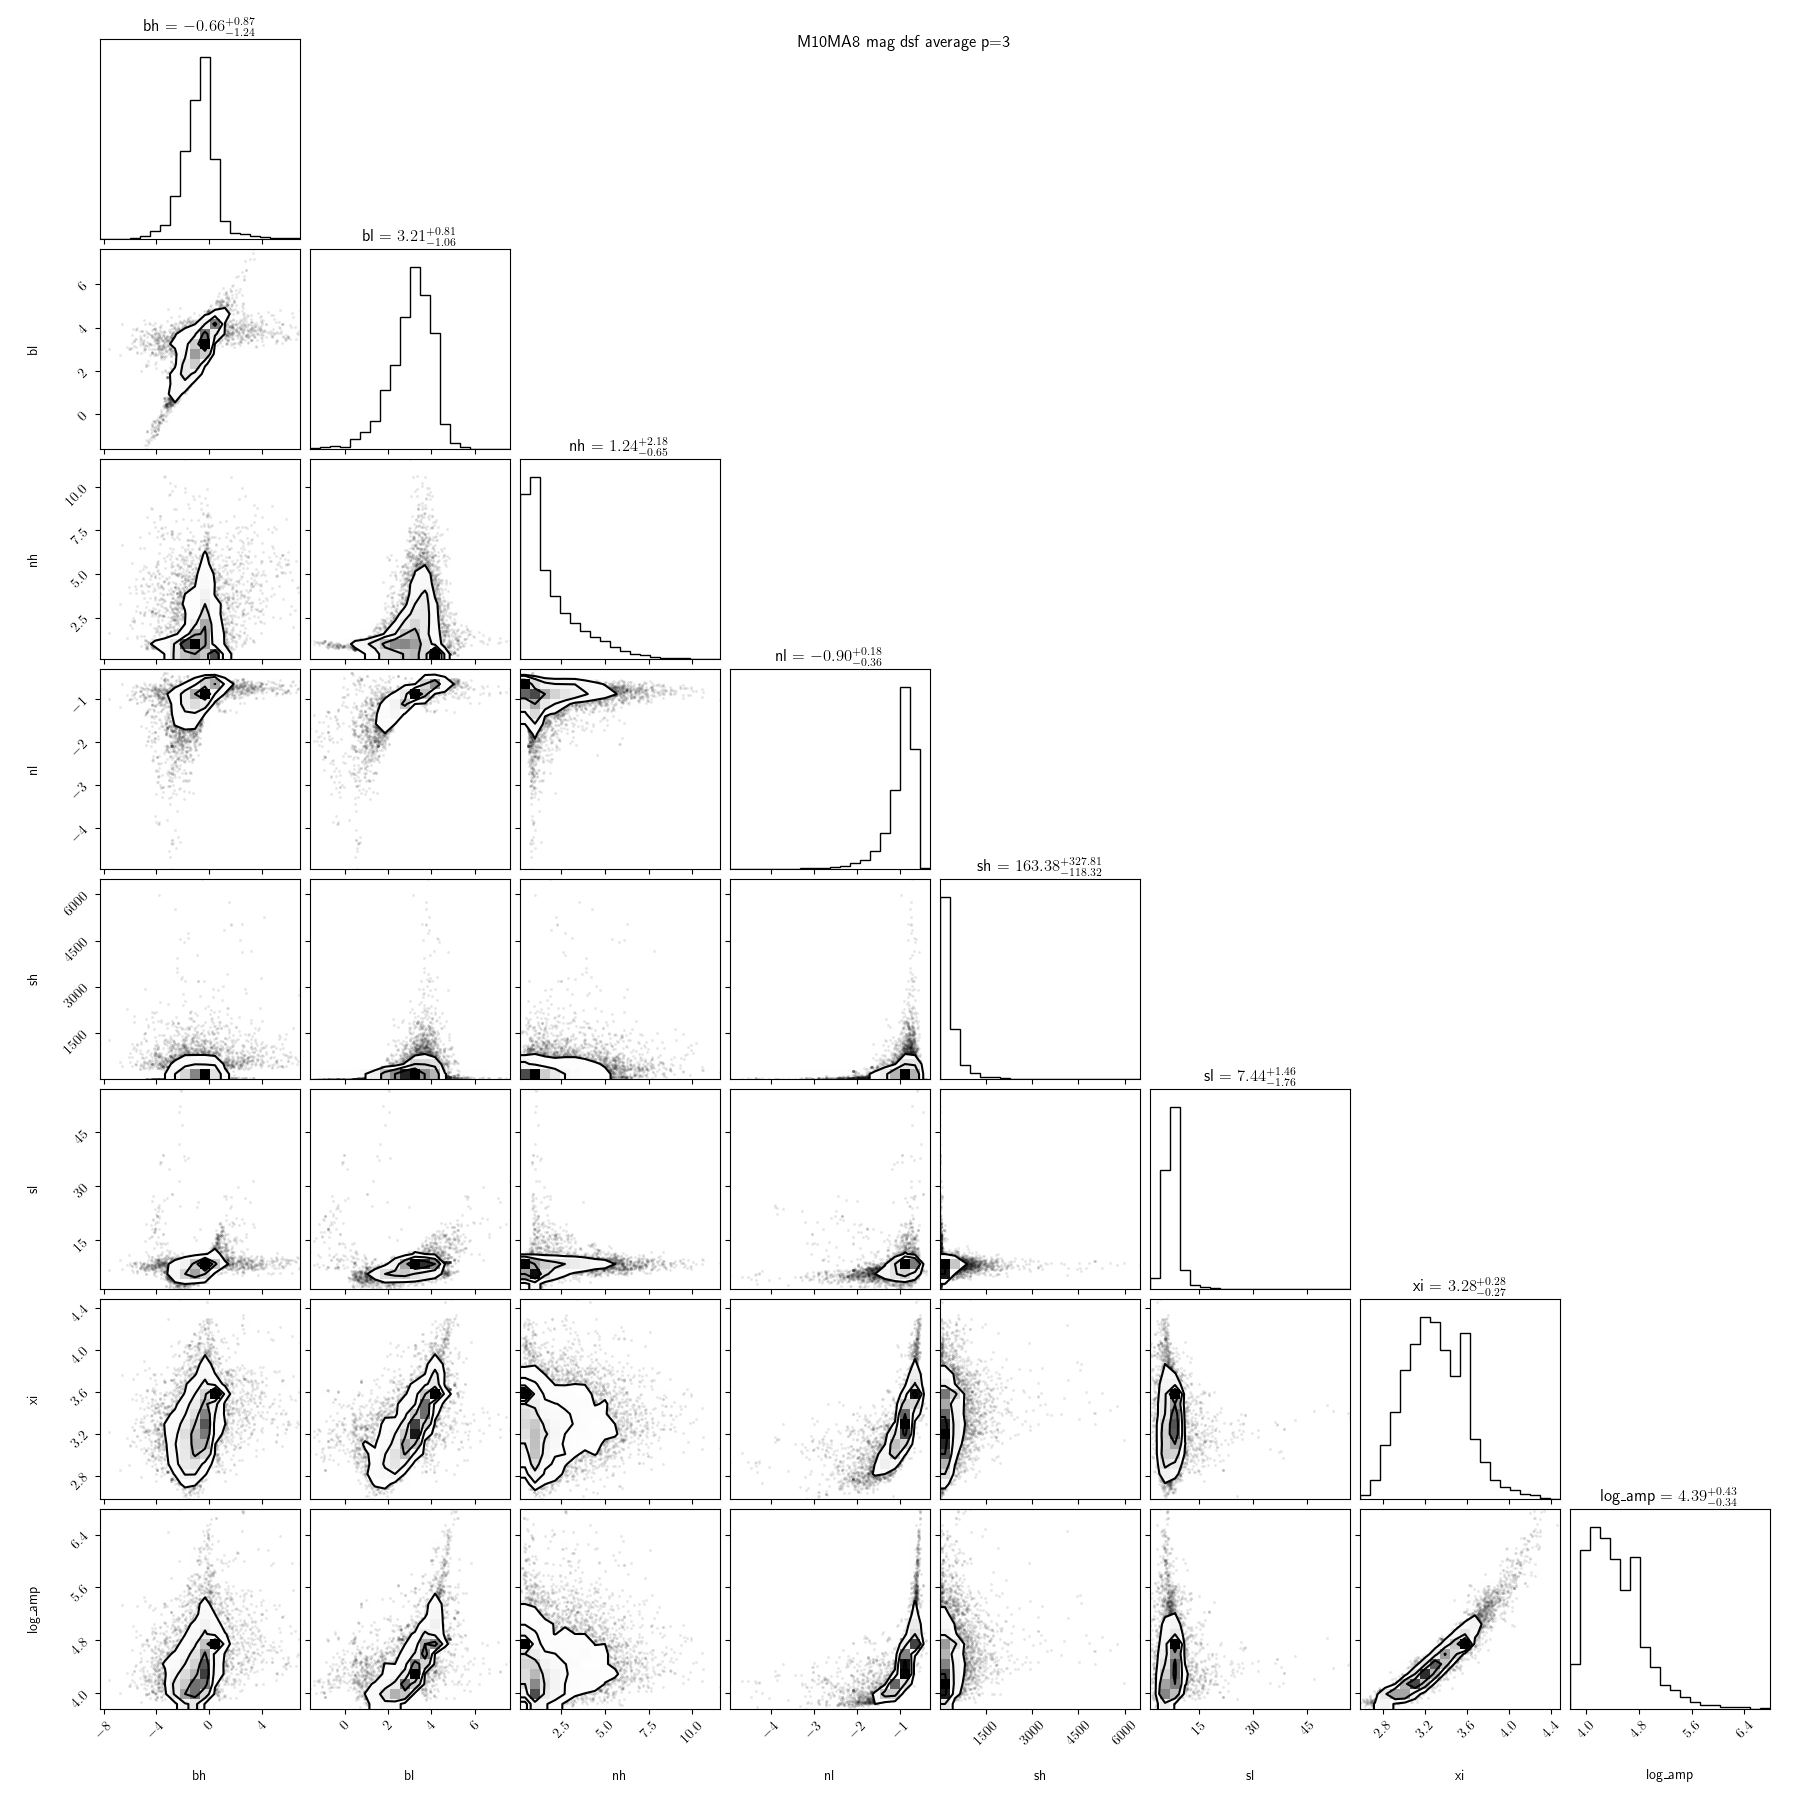 bh = −0.66+0.87−1.24
M10MA8 mag dsf average p=3
bl = 3.21+0.81−1.06
bl
6
4
2
0
nh = 1.24+2.18−0.65
nh
10.0
7.5
5.0
2.5
nl = −0.90+0.18−0.36
nl
−1
−2
−3
−4
sh = 163.38+327.81−118.32
sh
6000
4500
3000
1500
sl = 7.44+1.46−1.76
sl
45
30
15
xi = 3.28+0.28−0.27
xi
4.4
4.0
3.6
3.2
2.8
log_amp = 4.39+0.43−0.34
log_amp
6.4
5.6
4.8
4.0
−8 −4 0 4 0 2 4 6 2.5 5.0 7.5 10.0 −4 −3 −2 −1 1500 3000 4500 6000 15 30 45 2.8 3.2 3.6 4.0 4.4 4.0 4.8 5.6 6.4
bh bl nh nl sh sl xi log_amp